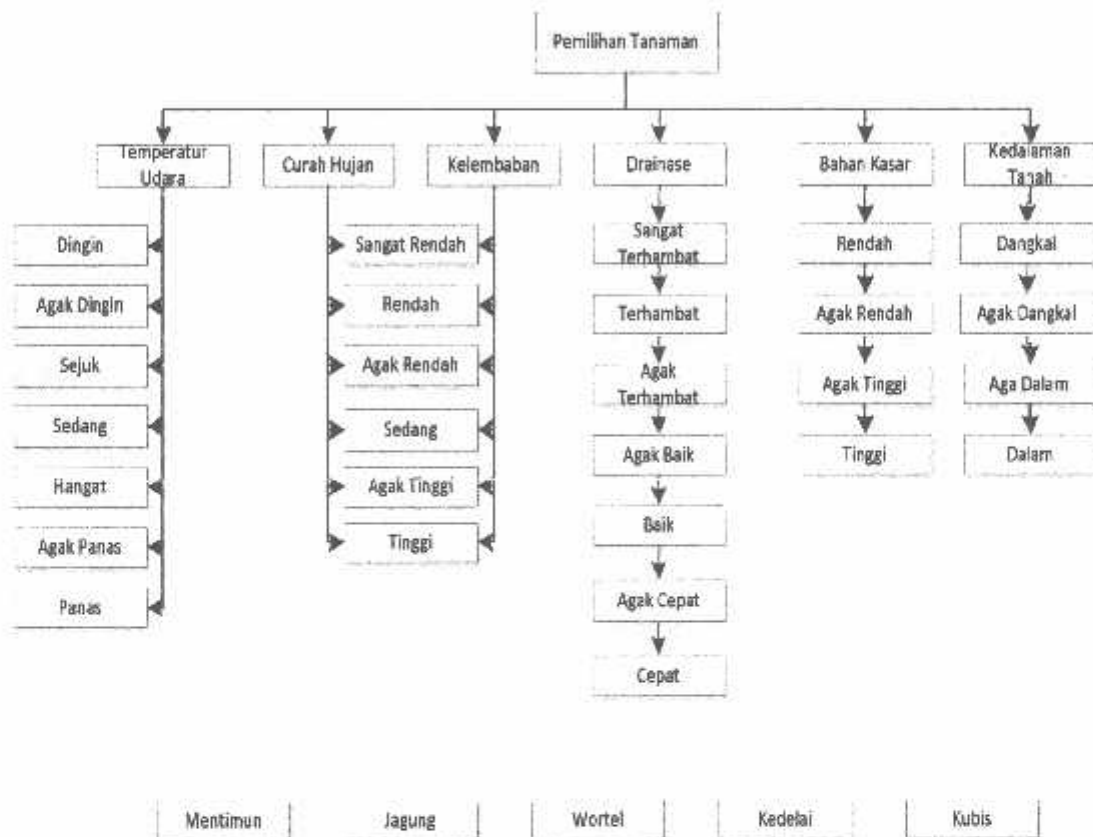 Pemilihan Tanaman
Temperatur
Udara
Curah Hujan
Kelembaban
Drainase
Bahan Kasar
Kedalaman
Tanah
Dingin
Agak Dingin
Sejuk
Sedang
Hangat
Agak Panas
Panas
Sangat Rendah
Rendah
Agak Rendah
Sedang
Agak Tinggi
Tinggi
Sangat
Terhambat
Terhambat
Agak
Terhambat
Agak Baik
Baik
Agak Cepat
Cepat
Rendah
Agak Rendah
Agak Tinggi
Tinggi
Dangkal
Agak Dangkal
Aga Dalam
Dalam
Mentimun
Jagung
Wortel
Kedelai
Kubis